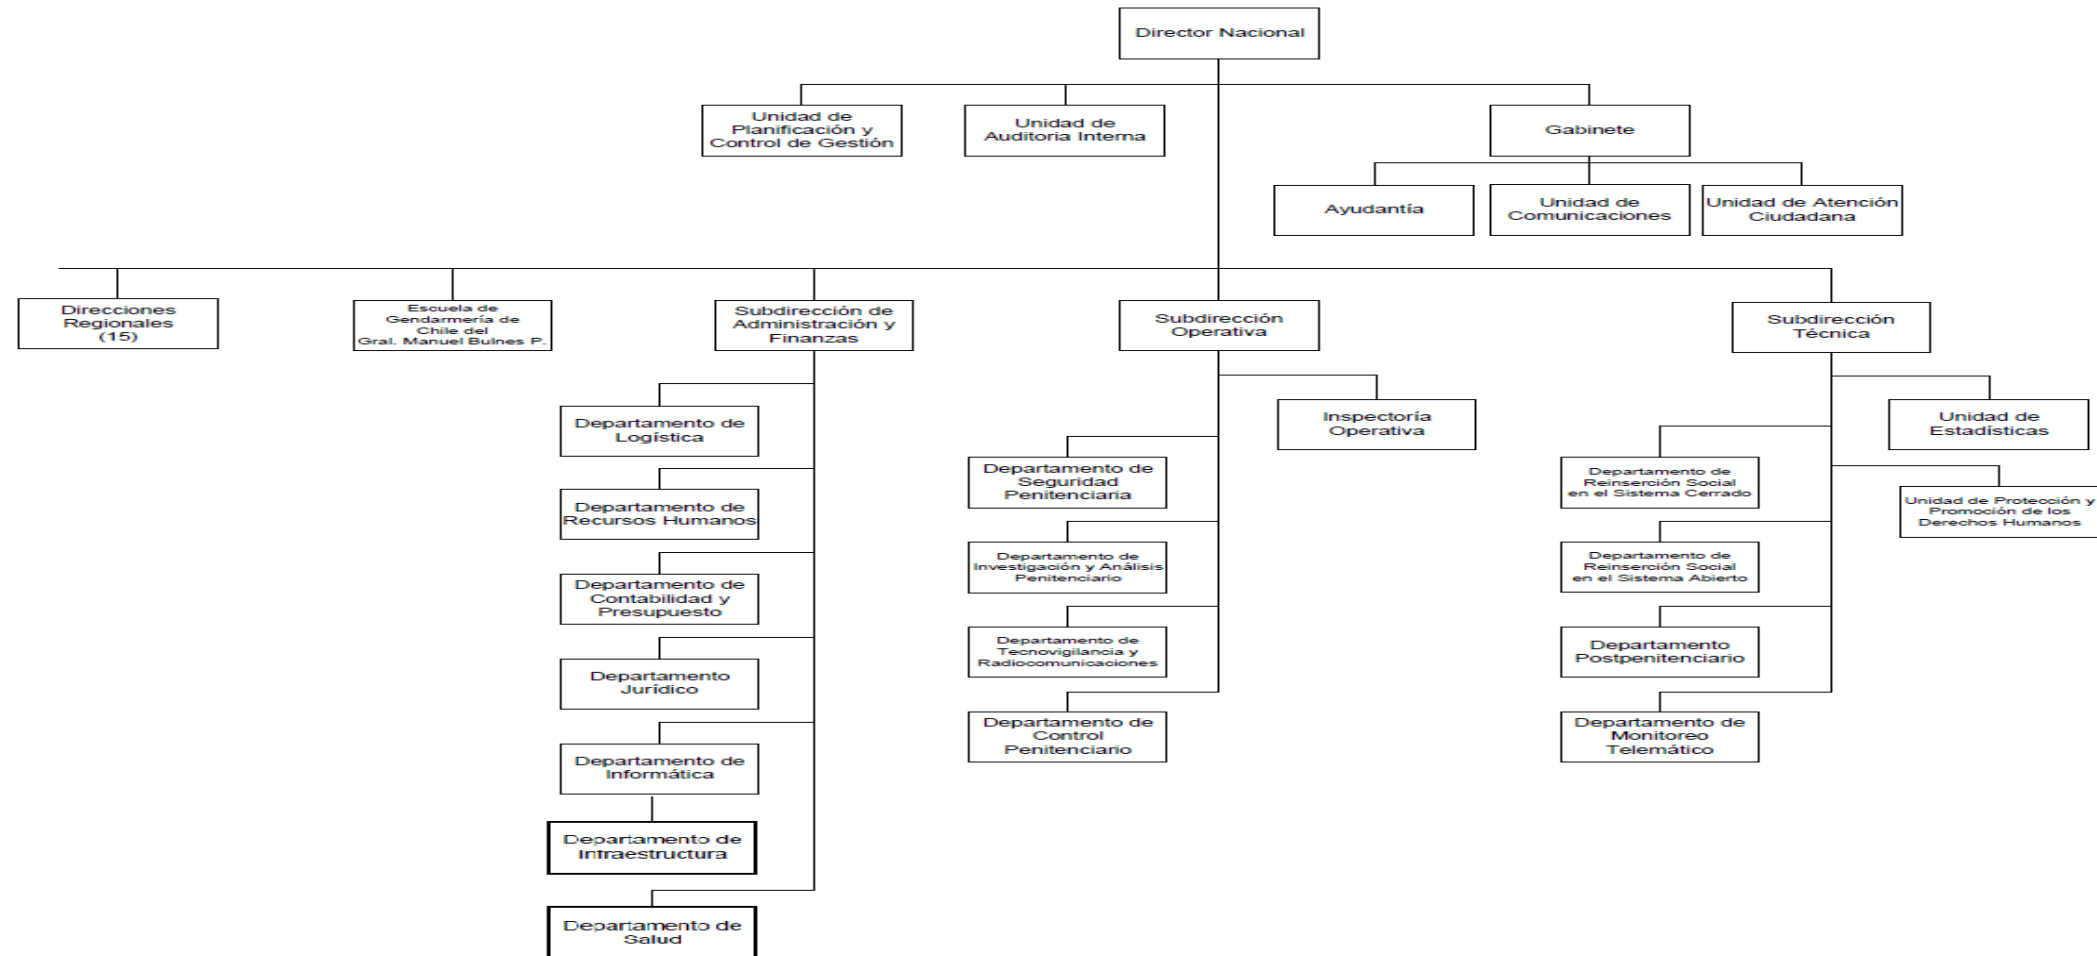 Director Nacional
Unidad de
Planificación y
Control de Gestión
Unidad de
Auditoria Interna
Gabinete
Ayudantía
Unidad de
Comunicaciones
Unidad de Atención
Ciudadana
Direcciones
Regionales
(15)
Escuela de
Gendarmería de
Chile del
Gral. Manuel Bulnes P.
Subdirección de
Administración y
Finanzas
Subdirección
Operativa
Subdirección
Técnica
Departamento de
Logística
Departamento de
Recursos Humanos
Departamento de
Contabilidad y
Presupuesto
Departamento
Jurídico
Departamento de
Informática
Departamento de
Infraestructura
Departamento de
Salud
Inspectoría
Operativa
Departamento de
Seguridad
Penitenciaria
Departamento de
Investigación y Análisis
Penitenciario
Departamento de
Tecnovigilancia y
Radiocomunicaciones
Departamento de
Control
Penitenciario
Unidad de
Estadísticas
Unidad de Protección y
Promoción de los
Derechos Humanos
Departamento de
Reinserción Social
en el Sistema Cerrado
Departamento de
Reinserción Social
en el Sistema Abierto
Departamento
Postpenitenciario
Departamento de
Monitoreo
Telemático